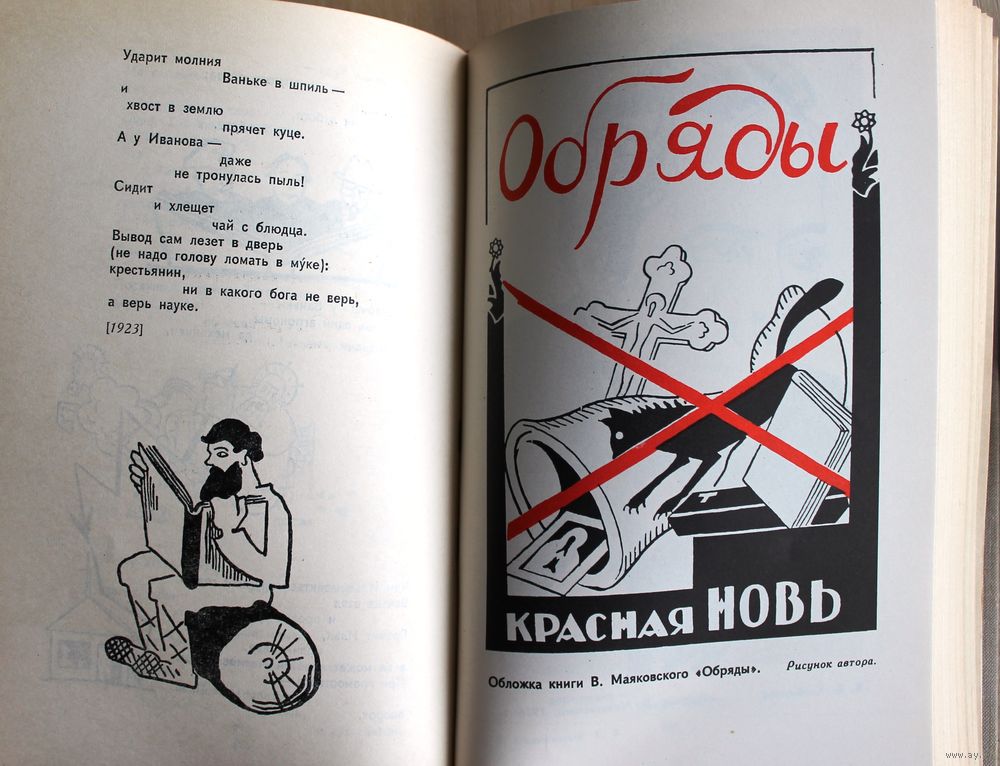 Ударит молния
Ваньке в шпиль —
и
хвост в землю
прячет куце.
А у Иванова —
даже
не тронулась пыль!
Сидит
и хлещет
чай с блюдца.
Вывод сам лезет в дверь
(не надо голову ломать в му́ке):
крестьянин,
ни в какого бога не верь,
а верь науке.
[1923]
Обряды
КРАСНАЯ НОВЬ
Обложка книги В. Маяковского «Обряды».
Рисунок автора.
www.ay.